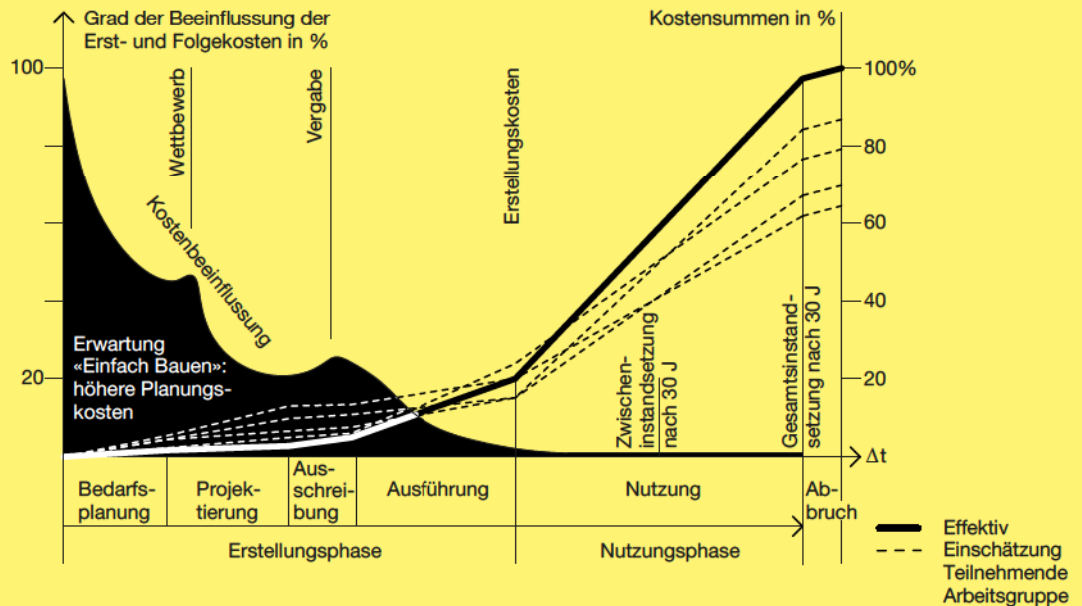 Grad der Beeinflussung der
Erst- und Folgekosten in %
Kostensummen in %
100
20
100%
80
60
40
20
Wettbewerb
Vergabe
Erstellungskosten
Kostenbeeinflussung
Erwartung
«Einfach Bauen»:
höhere Planungs-
kosten
Zwischen-
instandsetzung
nach 30 J
Gesamtinstand-
setzung nach 30 J
Δt
Bedarfs-
planung
Projek-
tierung
Aus-
schrei-
bung
Ausführung
Nutzung
Ab-
bruch
Erstellungsphase
Nutzungsphase
Effektiv
Einschätzung
Teilnehmende
Arbeitsgruppe